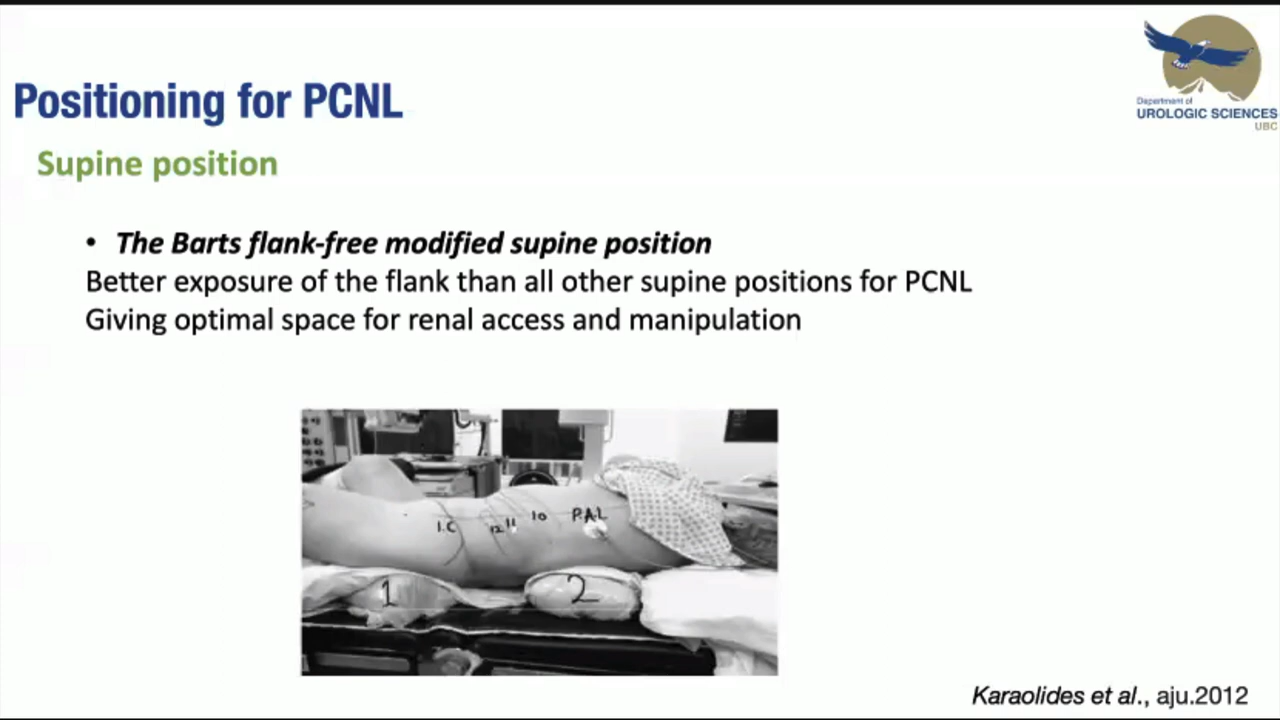 Department of
UROLOGIC SCIENCES
UBC
Positioning for PCNL
Supine position
• The Barts flank-free modified supine position
Better exposure of the flank than all other supine positions for PCNL
Giving optimal space for renal access and manipulation
I.C
12
11
10
P.A.L
1
2
Karaolides et al., aju.2012